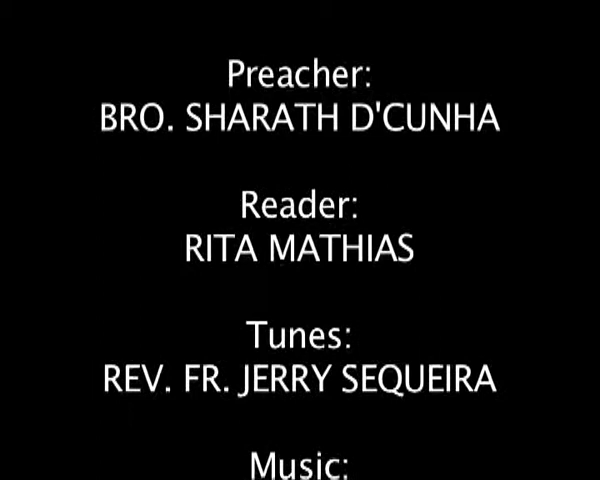 Preacher:
BRO. SHARATH D'CUNHA
Reader:
RITA MATHIAS
Tunes:
REV. FR. JERRY SEQUEIRA
Music: